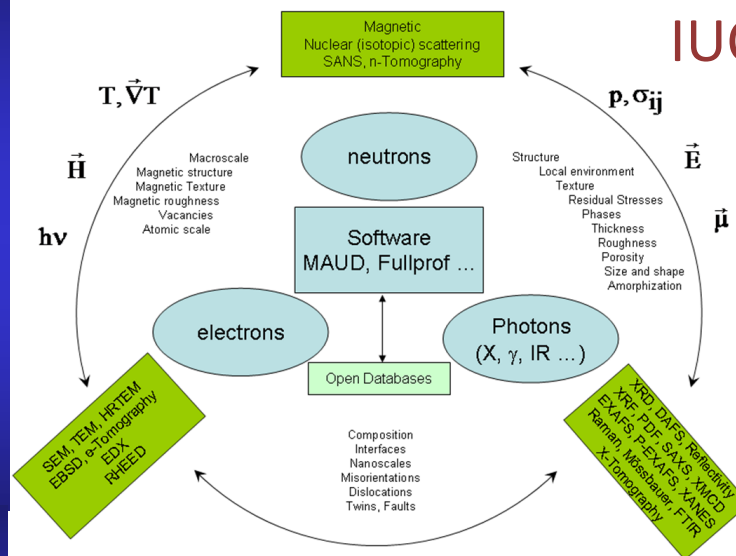 Magnetic
Nuclear (isotopic) scattering
SANS, n-Tomography
T, ∇⃗T
H⃗
hν
p, σij
E⃗
μ⃗
Macroscale
Magnetic structure
Magnetic Texture
Magnetic roughness
Vacancies
Atomic scale
neutrons
Structure
Local environment
Texture
Residual Stresses
Phases
Thickness
Roughness
Porosity
Size and shape
Amorphization
Software
MAUD, Fullprof ...
electrons
Photons
(X, γ, IR ...)
Open Databases
SEM, TEM, HRTEM
EBSD, e-Tomography
EDX
RHEED
Composition
Interfaces
Nanoscales
Misorientations
Dislocations
Twins, Faults
XRD, DAFS, Reflectivity
XRF, PDF, SAXS, XMCD
EXAFS, P-EXAFS, XANES
Raman, Mössbauer, FTIR
X-Tomography